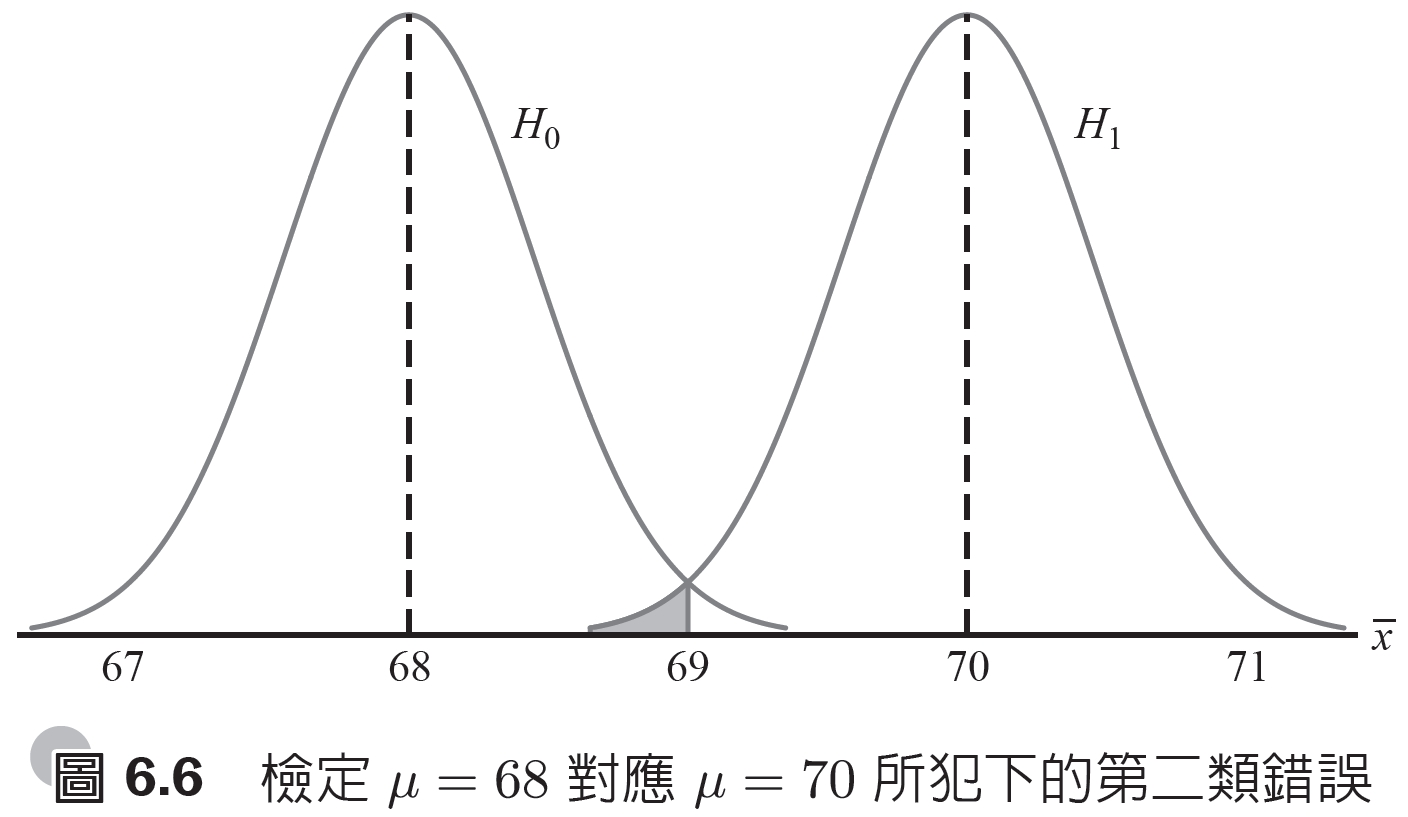 H₀
H₁
67 68 69 70 71 x̄
圖 6.6 檢定 μ = 68 對應 μ = 70 所犯下的第二類錯誤